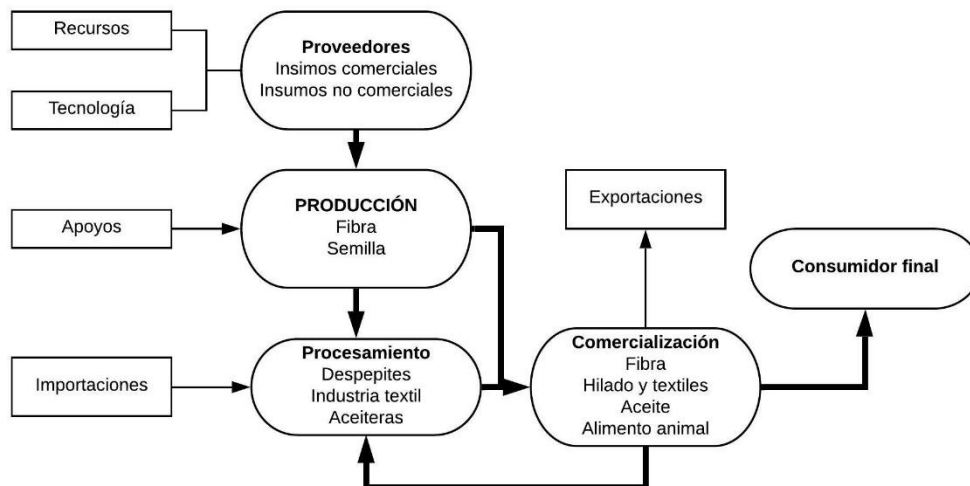 Recursos
Tecnología
Proveedores
Insimos comerciales
Insumos no comerciales
Apoyos
PRODUCCIÓN
Fibra
Semilla
Exportaciones
Consumidor final
Importaciones
Procesamiento
Despepites
Industria textil
Aceiteras
Comercialización
Fibra
Hilado y textiles
Aceite
Alimento animal